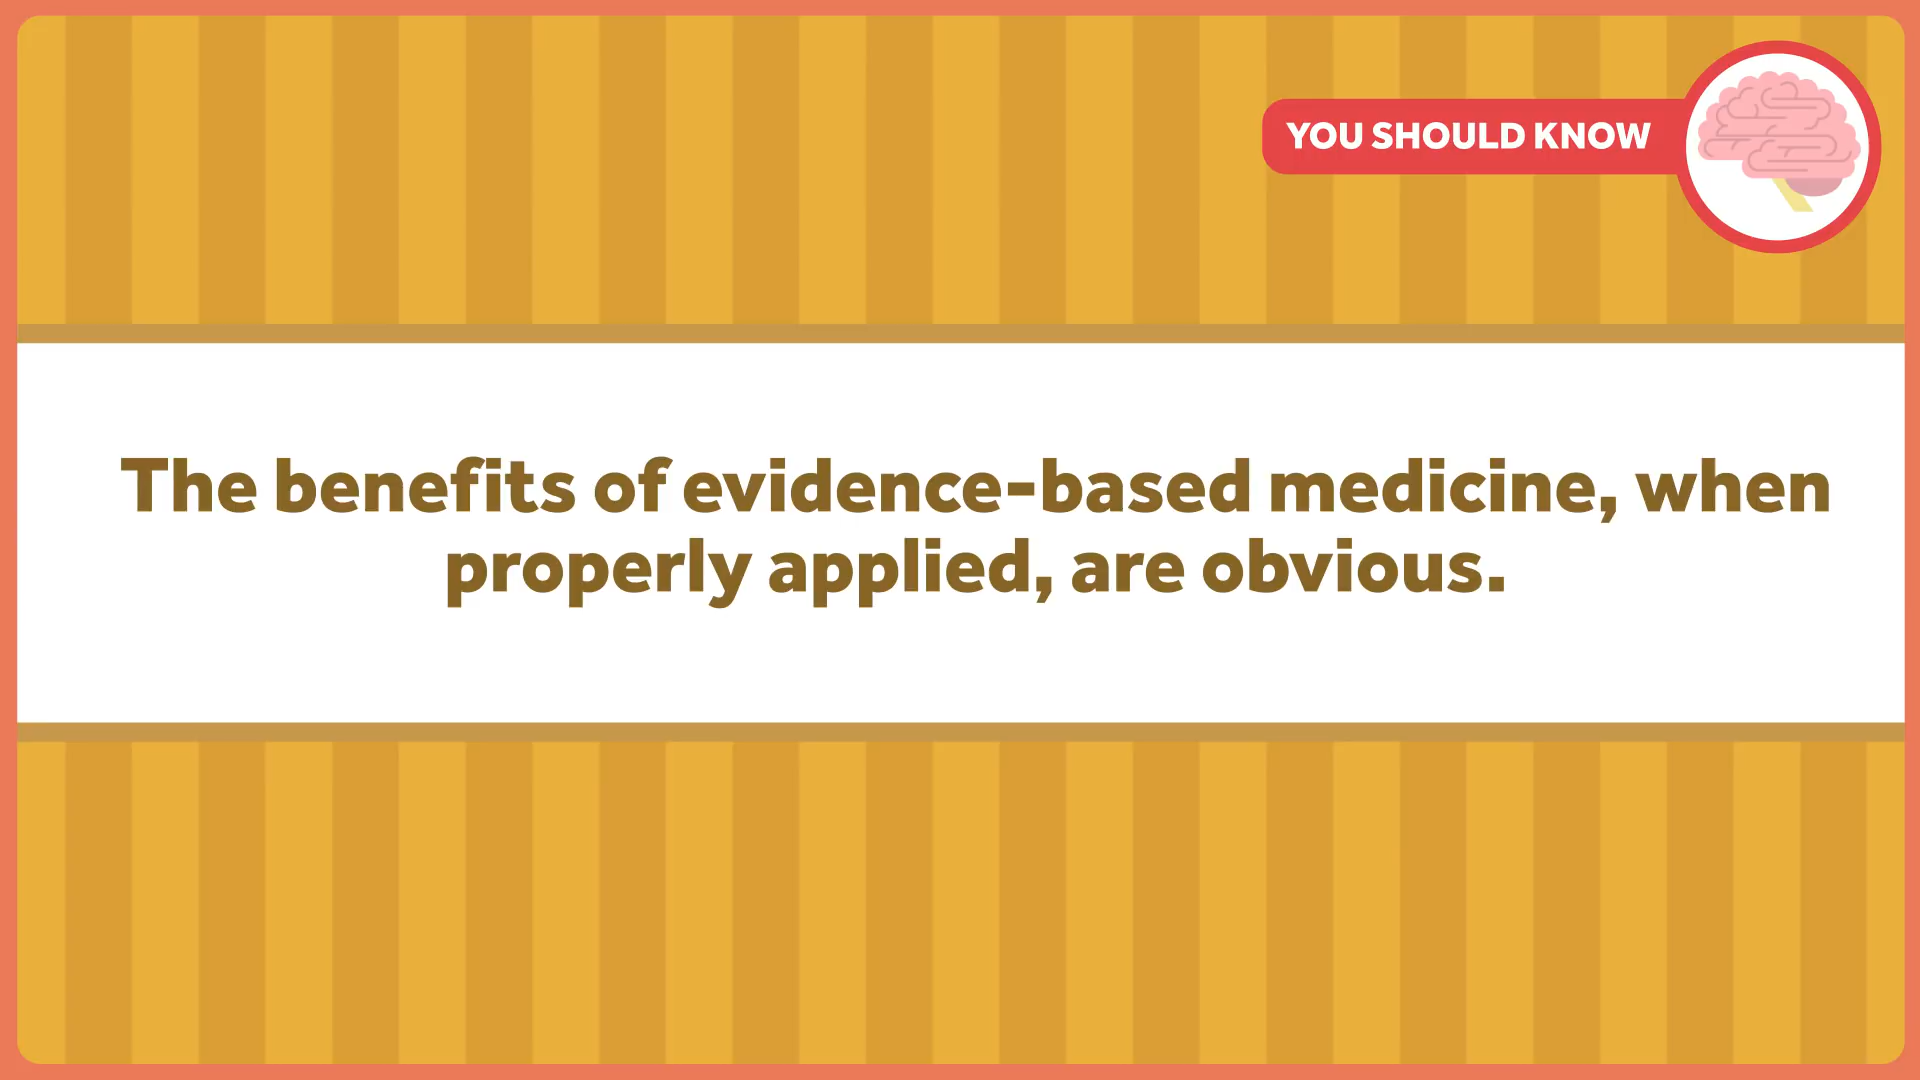 YOU SHOULD KNOW
The benefits of evidence-based medicine, when
properly applied, are obvious.